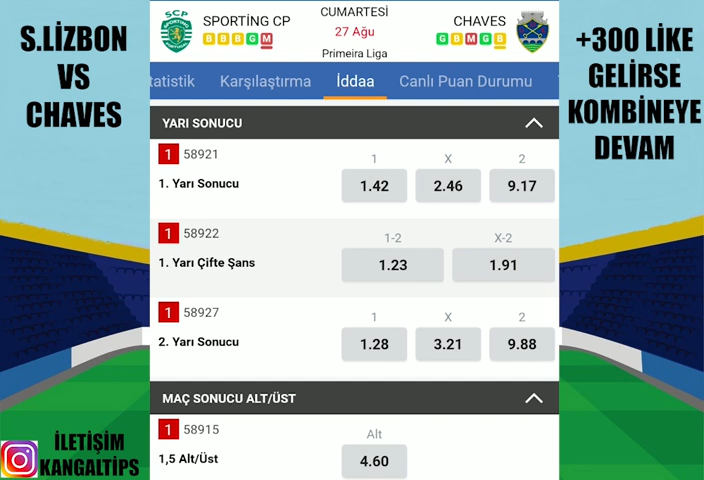 S.LİZBON
VS
CHAVES
SCP
SPORTING
PORTUGAL
SPORTİNG CP
B B B G M
CUMARTESİ
27 Ağu
Primeira Liga
CHAVES
G B M G B
+300 LİKE
GELİRSE
KOMBİNEYE
DEVAM
tatistik Karşılaştırma İddaa Canlı Puan Durumu
YARI SONUCU
1 58921
1 X 2
1. Yarı Sonucu 1.42 2.46 9.17
1 58922
1-2 X-2
1. Yarı Çifte Şans 1.23 1.91
1 58927
1 X 2
2. Yarı Sonucu 1.28 3.21 9.88
MAÇ SONUCU ALT/ÜST
1 58915
Alt
1,5 Alt/Üst 4.60
İLETİŞİM
KANGALTİPS